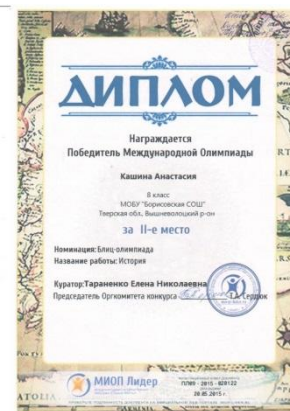 ДИПЛОМ
Награждается
Победитель Международной Олимпиады
Кашина Анастасия
8 класс
МОБУ "Борисовская СОШ"
Тверская обл., Вышневолоцкий р-он
за II-е место
Номинация: Блиц-олимпиада
Название работы: История
Куратор: Тараненко Елена Николаевна
Председатель Оргкомитета конкурса
МИОП Лидер
28.05.2015 г.